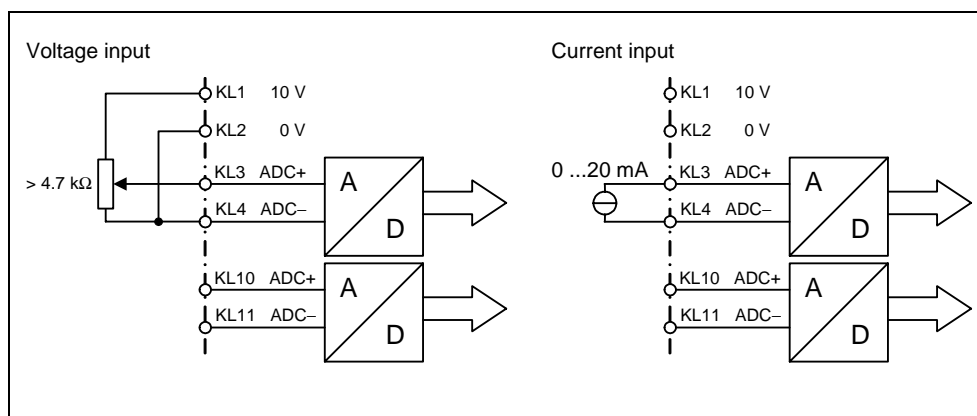 Voltage input
KL1 10 V
KL2 0 V
> 4.7 kΩ
KL3 ADC+
KL4 ADC−
A
D
KL10 ADC+
KL11 ADC−
A
D
Current input
KL1 10 V
KL2 0 V
0 ...20 mA
KL3 ADC+
KL4 ADC−
A
D
KL10 ADC+
KL11 ADC−
A
D